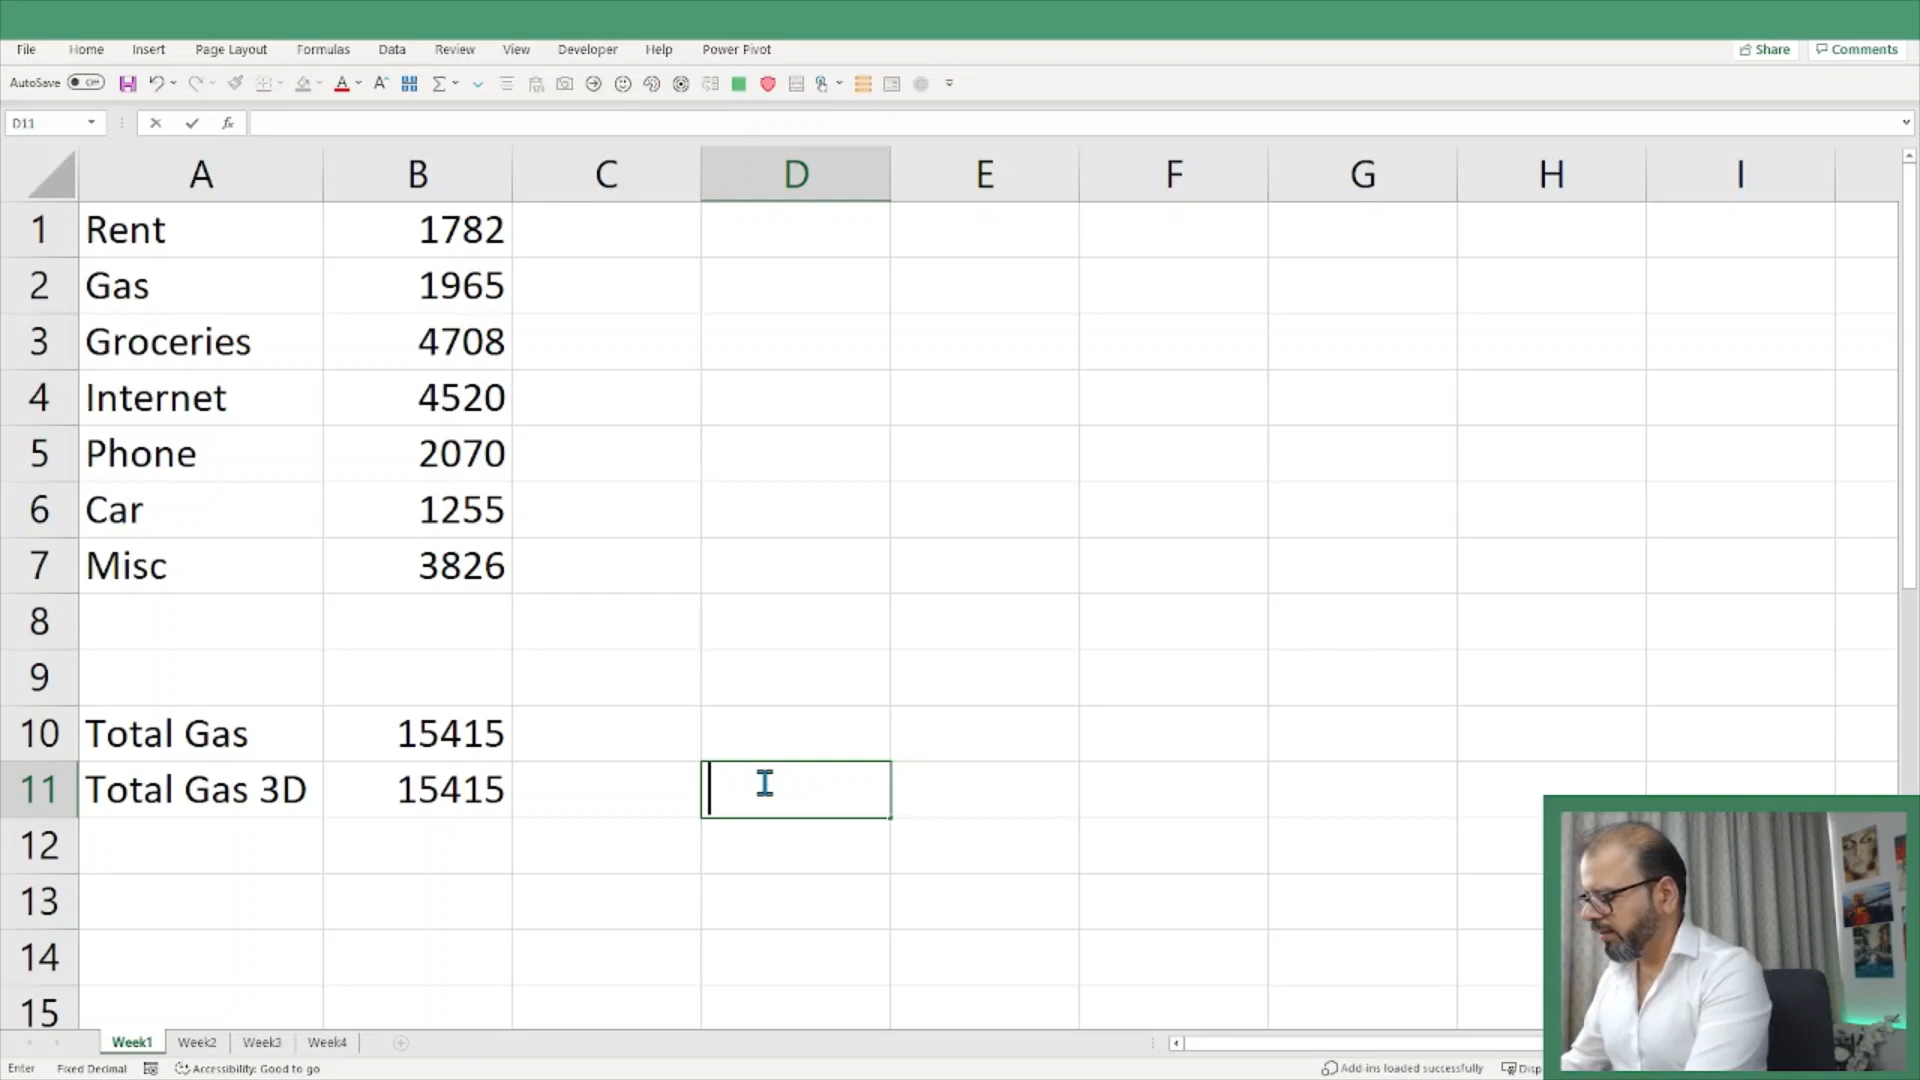 File Home Insert Page Layout Formulas Data Review View Developer Help Power Pivot Share Comments
AutoSave Off
D11 fx
A B C D E F G H I
1 Rent 1782
2 Gas 1965
3 Groceries 4708
4 Internet 4520
5 Phone 2070
6 Car 1255
7 Misc 3826
8
9
10 Total Gas 15415
11 Total Gas 3D 15415
12
13
14
15
Week1 Week2 Week3 Week4
Enter Fixed Decimal Accessibility: Good to go Add-ins loaded successfully Disp